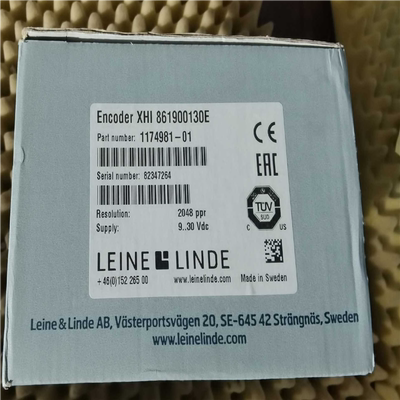 Encoder XHI 861900130E
Part number: 1174981-01
Serial number: 82347264
Resolution: 2048 ppr
Supply: 9..30 Vdc
CE
EAC
TÜV
SUD
C US
LEINE LINDE
+46(0)152 265 00 www.leinelinde.com Made in Sweden
Leine & Linde AB, Västerportsvägen 20, SE-645 42 Strängnäs, Sweden
www.leinelinde.com